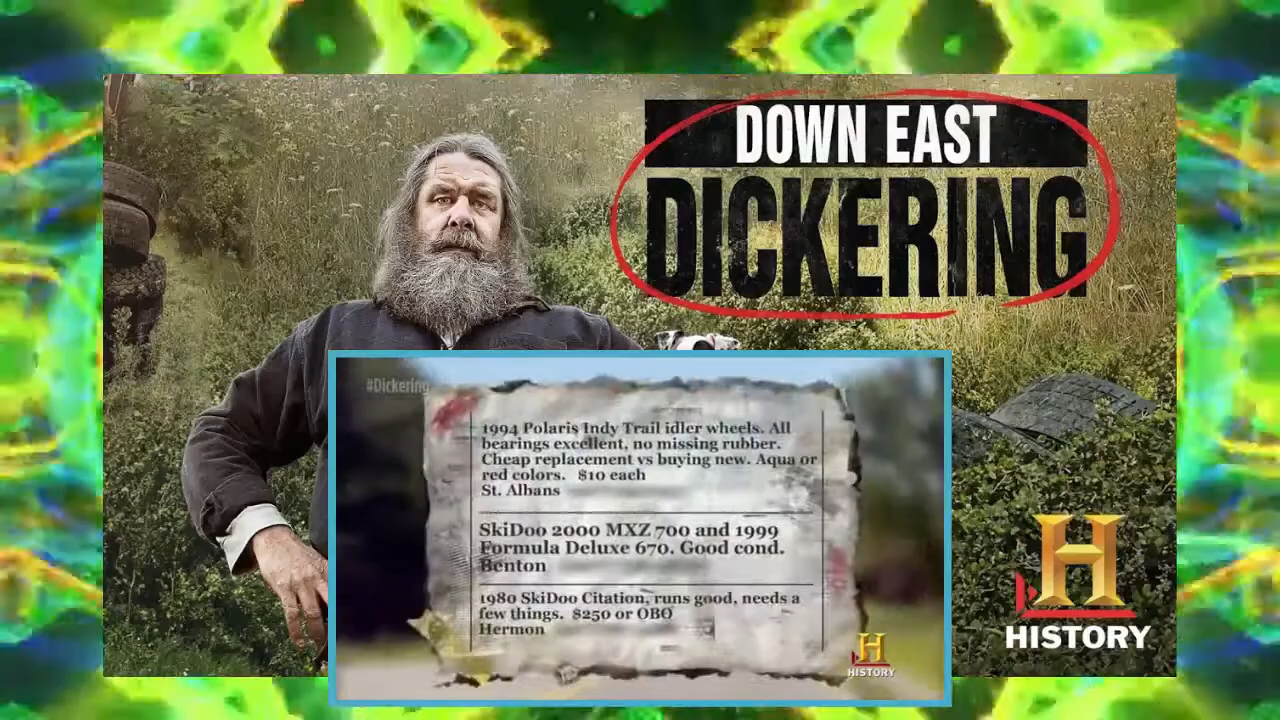 DOWN EAST
DICKERING
#Dickering
1994 Polaris Indy Trail idler wheels. All
bearings excellent, no missing rubber.
Cheap replacement vs buying new. Aqua or
red colors. $10 each
St. Albans
SkiDoo 2000 MXZ 700 and 1999
Formula Deluxe 670. Good cond.
Benton
1980 SkiDoo Citation, runs good, needs a
few things. $250 or OBO
Hermon
H
HISTORY
H
HISTORY